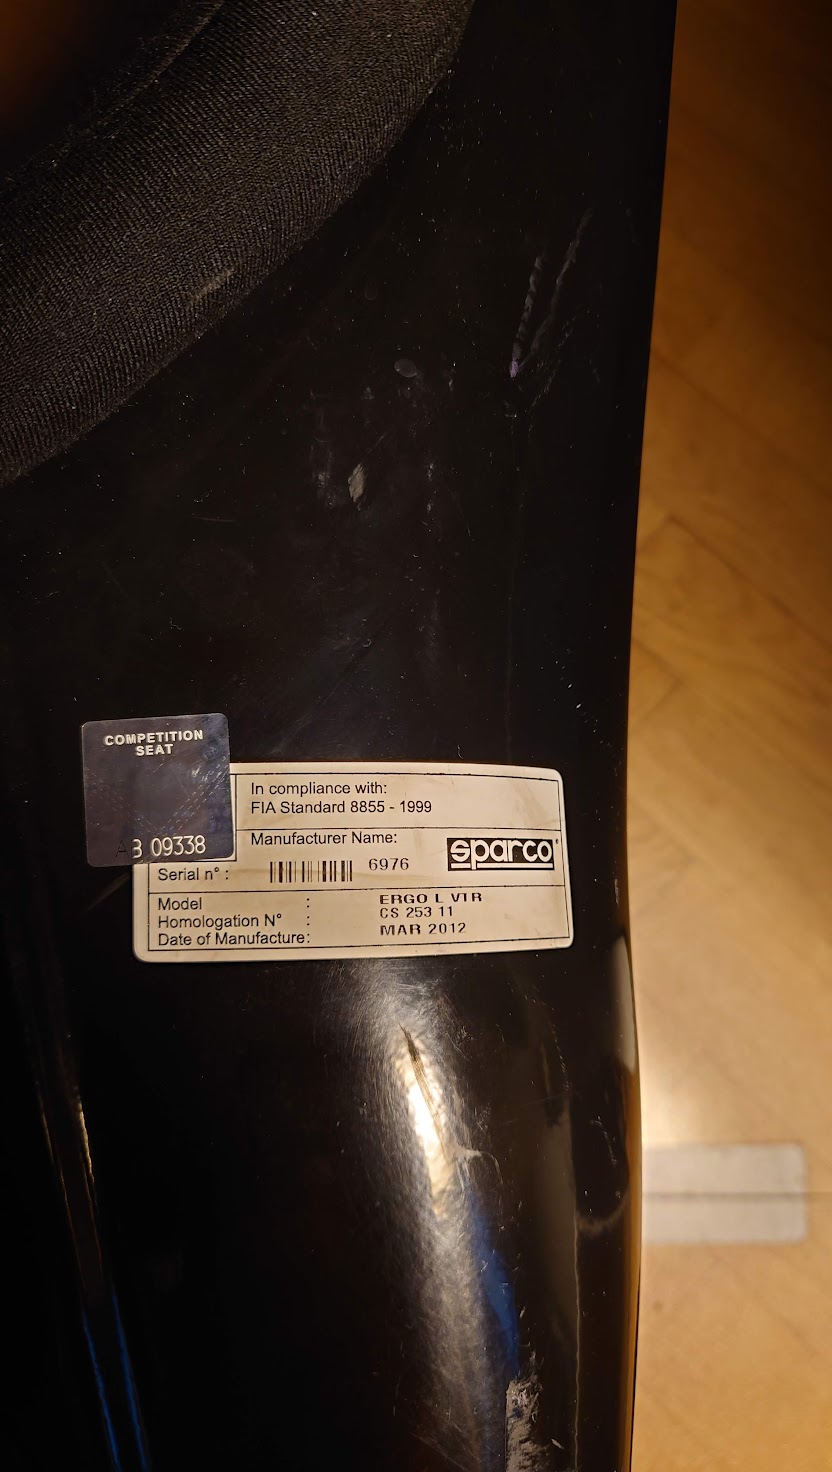 COMPETITION
SEAT
AB 09338
In compliance with:
FIA Standard 8855 - 1999
Manufacturer Name:
sparco
Serial n° : 6976
Model : ERGO L VTR
Homologation N° : CS 253 11
Date of Manufacture: MAR 2012